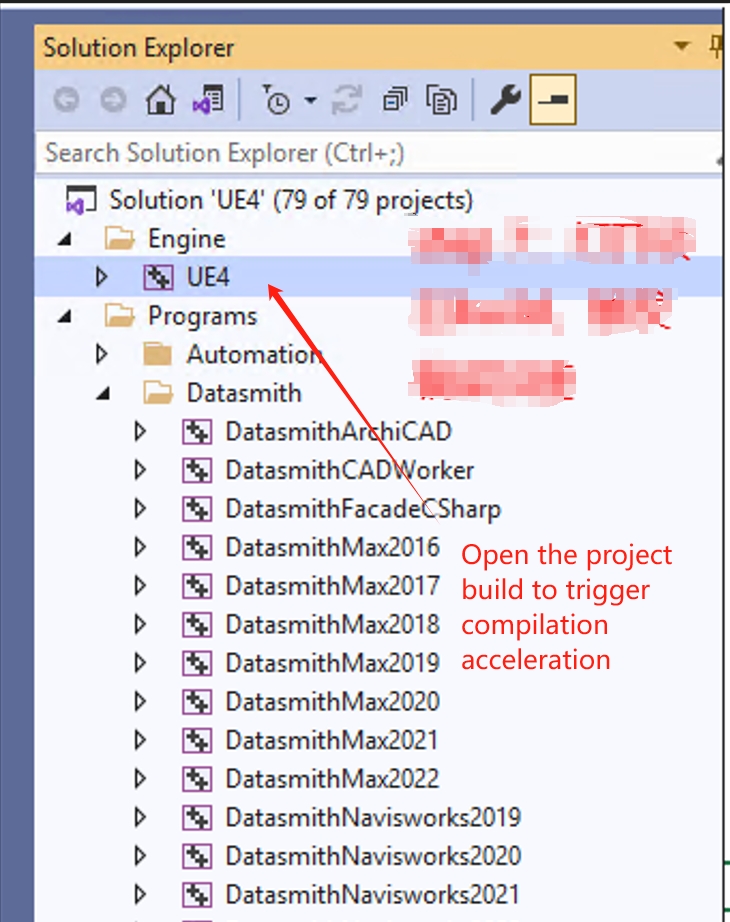 Solution Explorer
Search Solution Explorer (Ctrl+;)
Solution 'UE4' (79 of 79 projects)
Engine
UE4
Programs
Automation
Datasmith
DatasmithArchiCAD
DatasmithCADWorker
DatasmithFacadeCSharp
DatasmithMax2016
DatasmithMax2017
DatasmithMax2018
DatasmithMax2019
DatasmithMax2020
DatasmithMax2021
DatasmithMax2022
DatasmithNavisworks2019
DatasmithNavisworks2020
DatasmithNavisworks2021
Open the project
build to trigger
compilation
acceleration